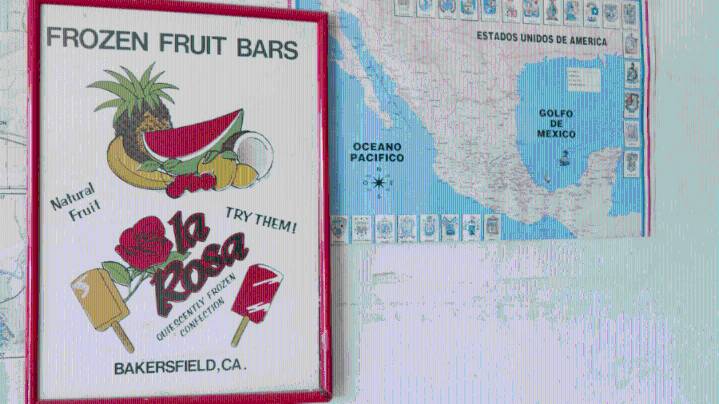 FROZEN FRUIT BARS
Natural
Fruit
TRY THEM!
la
Rosa
QUIESCENTLY FROZEN
CONFECTION
BAKERSFIELD, CA.
ESTADOS UNIDOS DE AMERICA
GOLFO
DE
MEXICO
OCEANO
PACIFICO